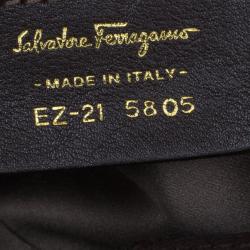 Salvatore Ferragamo
- MADE IN ITALY -
EZ-21 5805